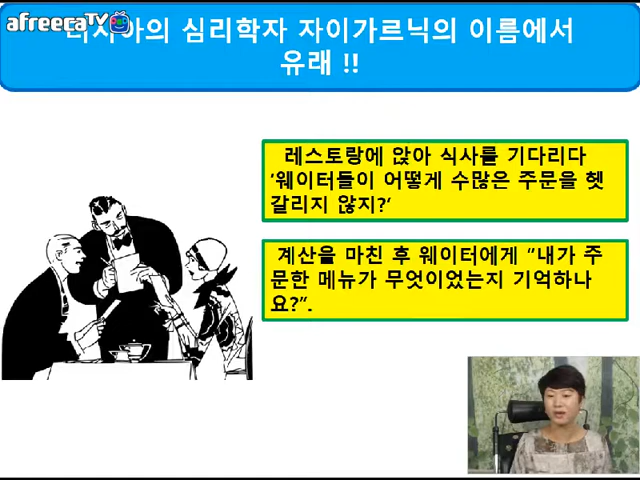 afreecaTV
러시아의 심리학자 자이가르닉의 이름에서
유래 !!
레스토랑에 앉아 식사를 기다리다
'웨이터들이 어떻게 수많은 주문을 헷
갈리지 않지?'
계산을 마친 후 웨이터에게 "내가 주
문한 메뉴가 무엇이었는지 기억하나
요?".